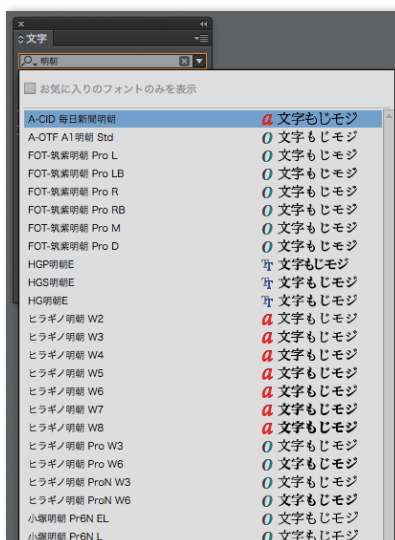 文字
明朝
お気に入りのフォントのみを表示
A-CID 毎日新聞明朝 a 文字もじモジ
A-OTF A1明朝 Std O 文字もじモジ
FOT-筑紫明朝 Pro L O 文字もじモジ
FOT-筑紫明朝 Pro LB O 文字もじモジ
FOT-筑紫明朝 Pro R O 文字もじモジ
FOT-筑紫明朝 Pro RB O 文字もじモジ
FOT-筑紫明朝 Pro M O 文字もじモジ
FOT-筑紫明朝 Pro D O 文字もじモジ
HGP明朝E TT 文字もじモジ
HGS明朝E TT 文字もじモジ
HG明朝E TT 文字もじモジ
ヒラギノ明朝 W2 a 文字もじモジ
ヒラギノ明朝 W3 a 文字もじモジ
ヒラギノ明朝 W4 a 文字もじモジ
ヒラギノ明朝 W5 a 文字もじモジ
ヒラギノ明朝 W6 a 文字もじモジ
ヒラギノ明朝 W7 a 文字もじモジ
ヒラギノ明朝 W8 a 文字もじモジ
ヒラギノ明朝 Pro W3 O 文字もじモジ
ヒラギノ明朝 Pro W6 O 文字もじモジ
ヒラギノ明朝 ProN W3 O 文字もじモジ
ヒラギノ明朝 ProN W6 O 文字もじモジ
小塚明朝 Pr6N EL O 文字もじモジ
小塚明朝 Pr6N L O 文字もじモジ